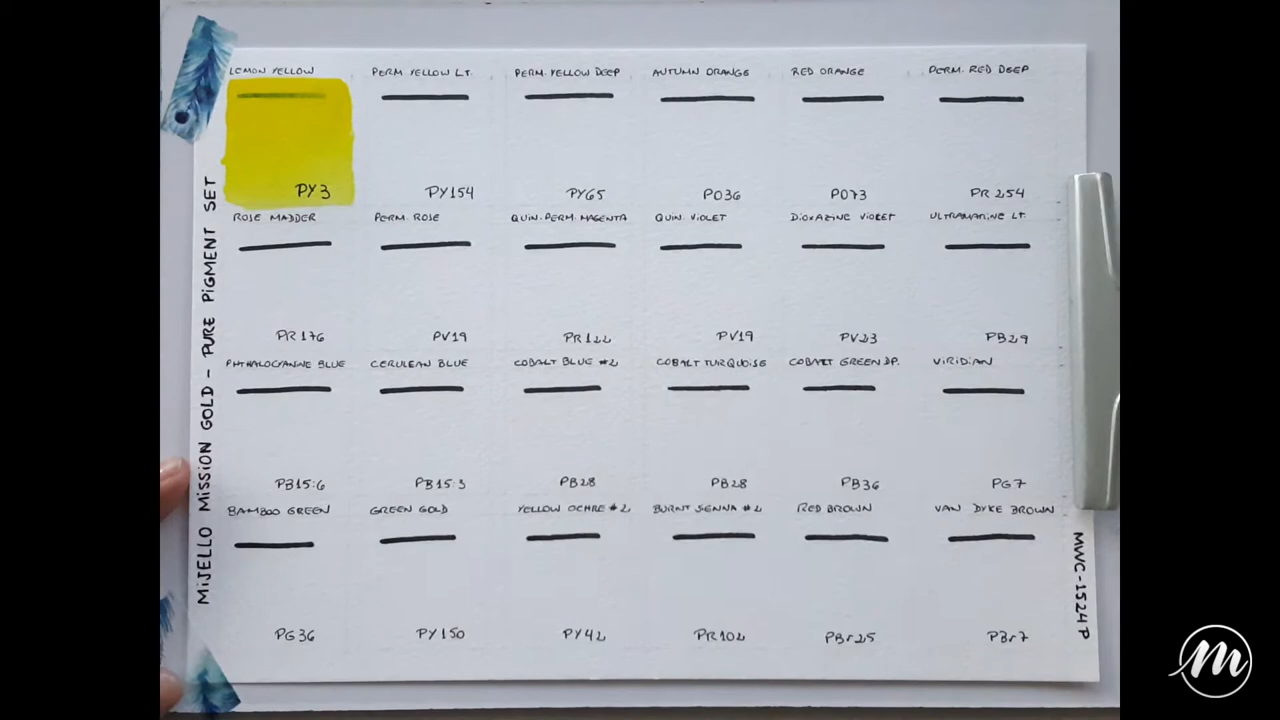 LEMON YELLOW PERM. YELLOW LT. PERM. YELLOW DEEP AUTUMN ORANGE RED ORANGE PERM. RED DEEP
PY3 PY154 PY65 PO36 PO73 PR254
ROSE MADDER PERM. ROSE QUIN. PERM. MAGENTA QUIN. VIOLET DIOXAZINE VIOLET ULTRAMARINE LT.
PR176 PV19 PR122 PV19 PV23 PB29
PHTHALOCYANINE BLUE CERULEAN BLUE COBALT BLUE #2 COBALT TURQUOISE COBALT GREEN DP. VIRIDIAN
PB15:6 PB15:3 PB28 PB28 PB36 PG7
BAMBOO GREEN GREEN GOLD YELLOW OCHRE #2 BURNT SIENNA #2 RED BROWN VAN DYKE BROWN
PG36 PY150 PY42 PR102 PBr25 PBr7
MiJELLO MiSSiON GOLD - PURE PiGMENT SET
MWC-1524P
m